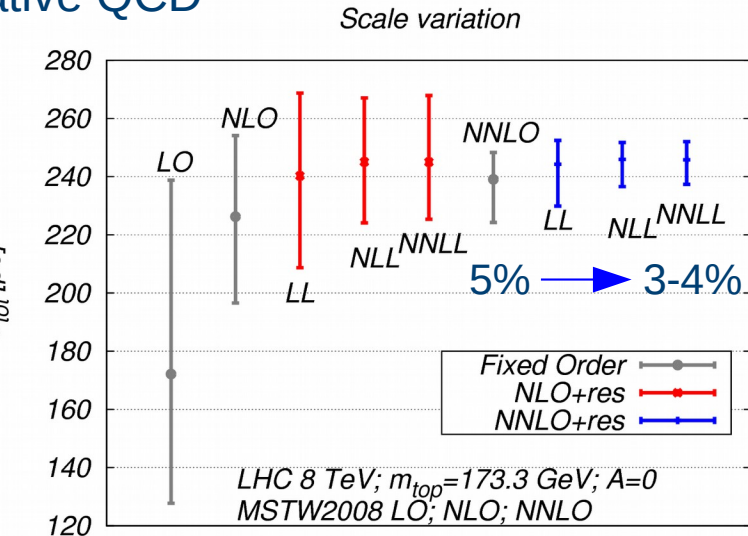 ative QCD
Scale variation
280
260
240
220
200
180
160
140
120
LO
NLO
LL
NLL
NNLL
NNLO
LL
NLL
NNLL
5%
3-4%
Fixed Order
NLO+res
NNLO+res
LHC 8 TeV; mtop=173.3 GeV; A=0
MSTW2008 LO; NLO; NNLO